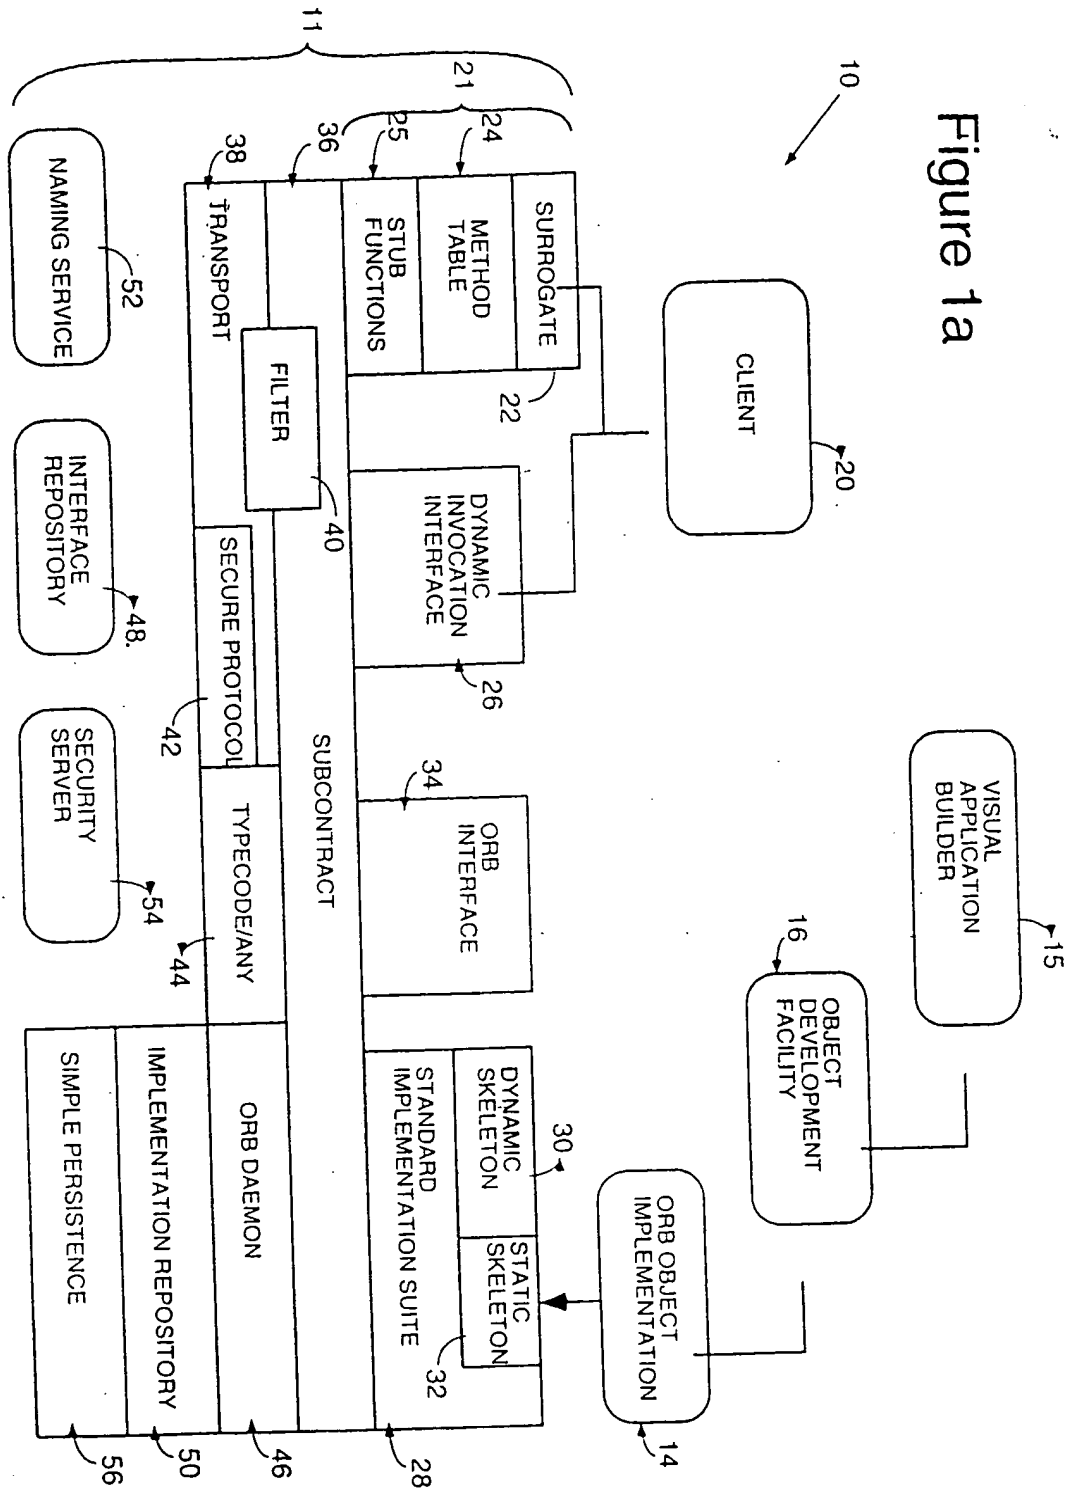 Figure 1a
10
VISUAL
APPLICATION
BUILDER
15
OBJECT
DEVELOPMENT
FACILITY
16
CLIENT
20
ORB OBJECT
IMPLEMENTATION
14
11
21
SURROGATE
22
METHOD
TABLE
24
STUB
FUNCTIONS
25
DYNAMIC
INVOCATION
INTERFACE
26
ORB
INTERFACE
34
DYNAMIC
SKELETON
30
STATIC
SKELETON
32
STANDARD
IMPLEMENTATION SUITE
28
36
SUBCONTRACT
FILTER
40
38
TRANSPORT
SECURE PROTOCOL
42
TYPECODE/ANY
44
ORB DAEMON
46
IMPLEMENTATION REPOSITORY
50
SIMPLE PERSISTENCE
56
NAMING SERVICE
52
INTERFACE
REPOSITORY
48.
SECURITY
SERVER
54